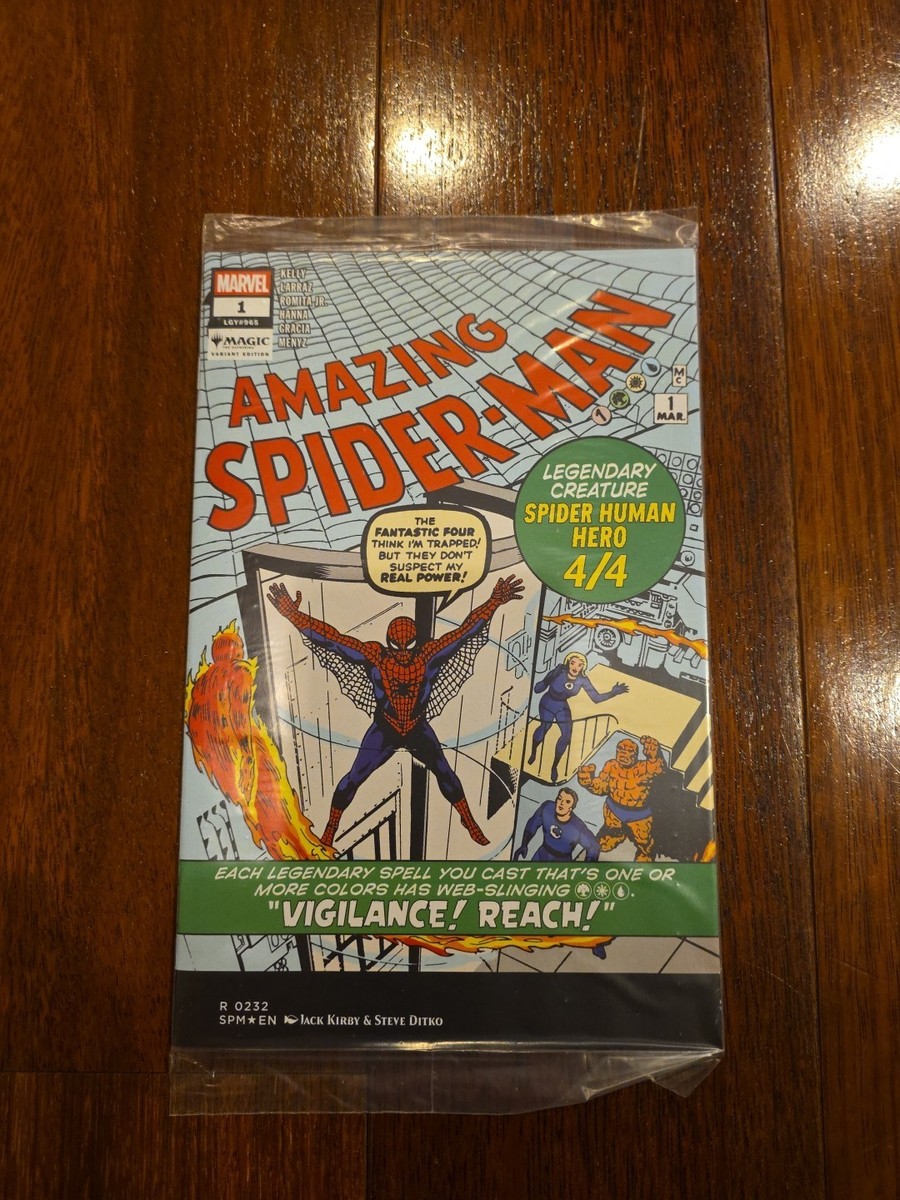 MARVEL
1
LGY#965
MAGIC
THE GATHERING
VARIANT EDITION
KELLY
LARRAZ
ROMITA JR.
HANNA
GRACIA
MENYZ
AMAZING
SPIDER-MAN
1
M
C
1
MAR.
LEGENDARY
CREATURE
SPIDER HUMAN
HERO
4/4
THE
FANTASTIC FOUR
THINK I'M TRAPPED!
BUT THEY DON'T
SUSPECT MY
REAL POWER!
EACH LEGENDARY SPELL YOU CAST THAT'S ONE OR
MORE COLORS HAS WEB-SLINGING .
"VIGILANCE! REACH!"
R 0232
SPM★EN JACK KIRBY & STEVE DITKO